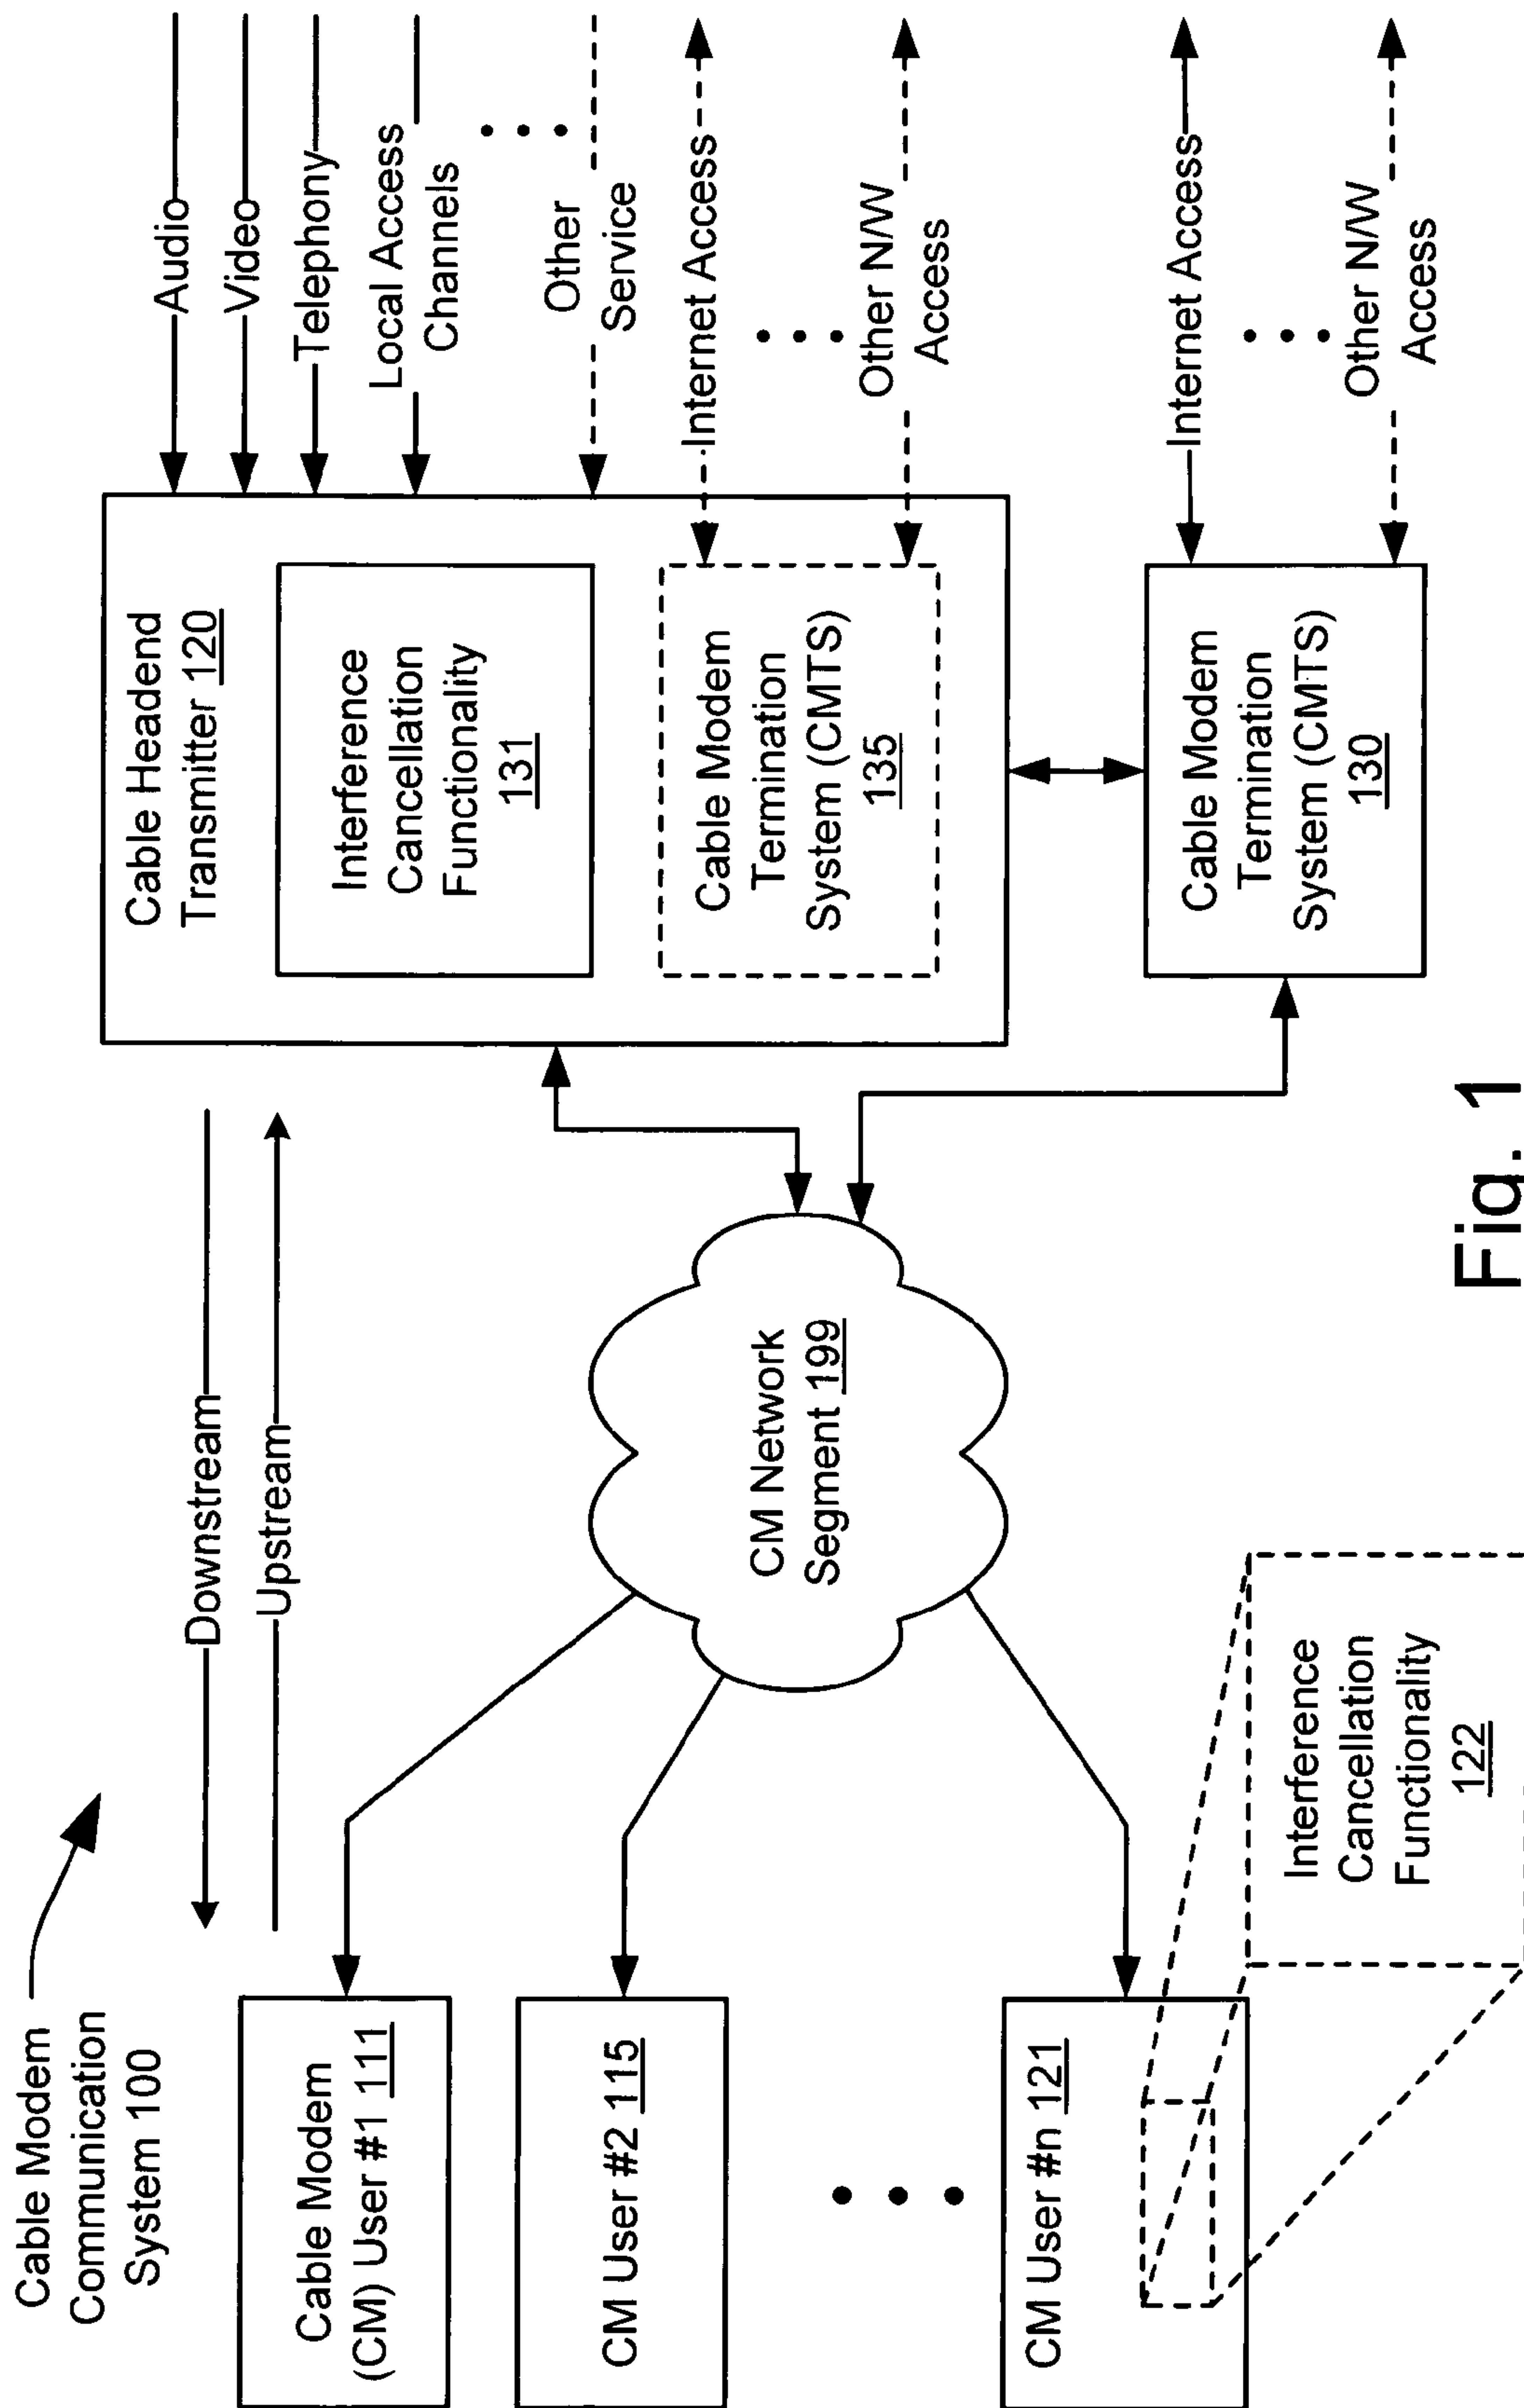 Cable Modem
Communication
System 100
Downstream
Upstream
Cable Modem
(CM) User #1 111
CM User #2 115
CM User #n 121
Interference
Cancellation
Functionality
122
CM Network
Segment 199
Cable Headend
Transmitter 120
Interference
Cancellation
Functionality
131
Cable Modem
Termination
System (CMTS)
135
Cable Modem
Termination
System (CMTS)
130
Audio
Video
Telephony
Local Access
Channels
Other
Service
Internet Access
Other N/W
Access
Internet Access
Other N/W
Access
Fig. 1